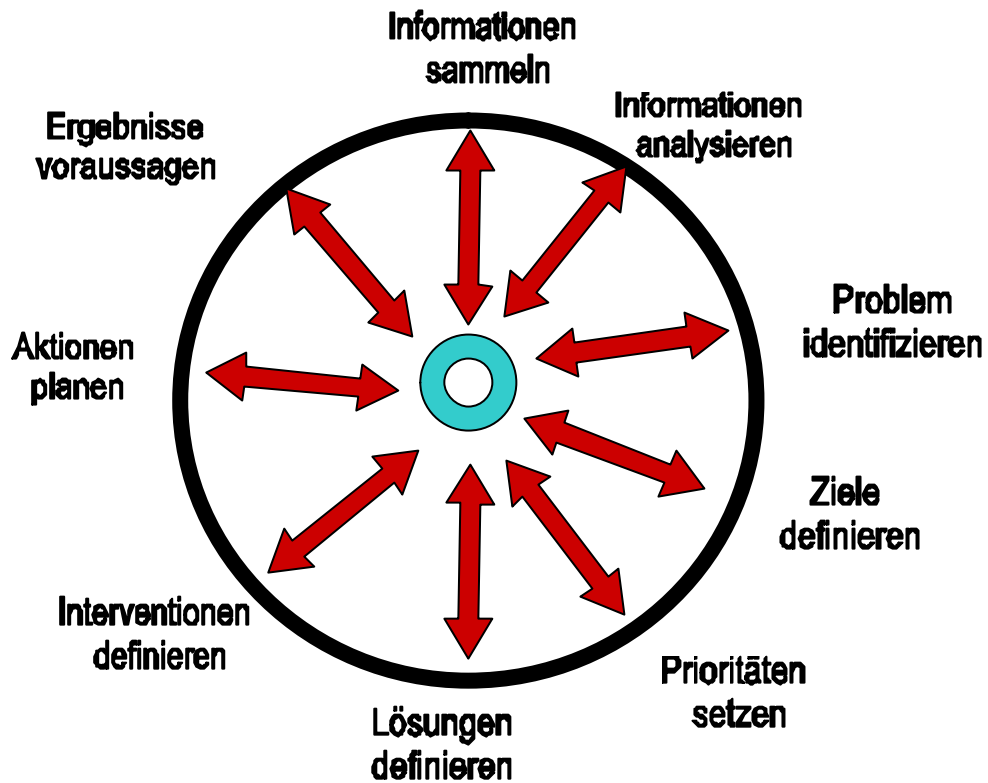 Informationen
sammeln
Informationen
analysieren
Problem
identifizieren
Ziele
definieren
Prioritäten
setzen
Lösungen
definieren
Interventionen
definieren
Aktionen
planen
Ergebnisse
voraussagen